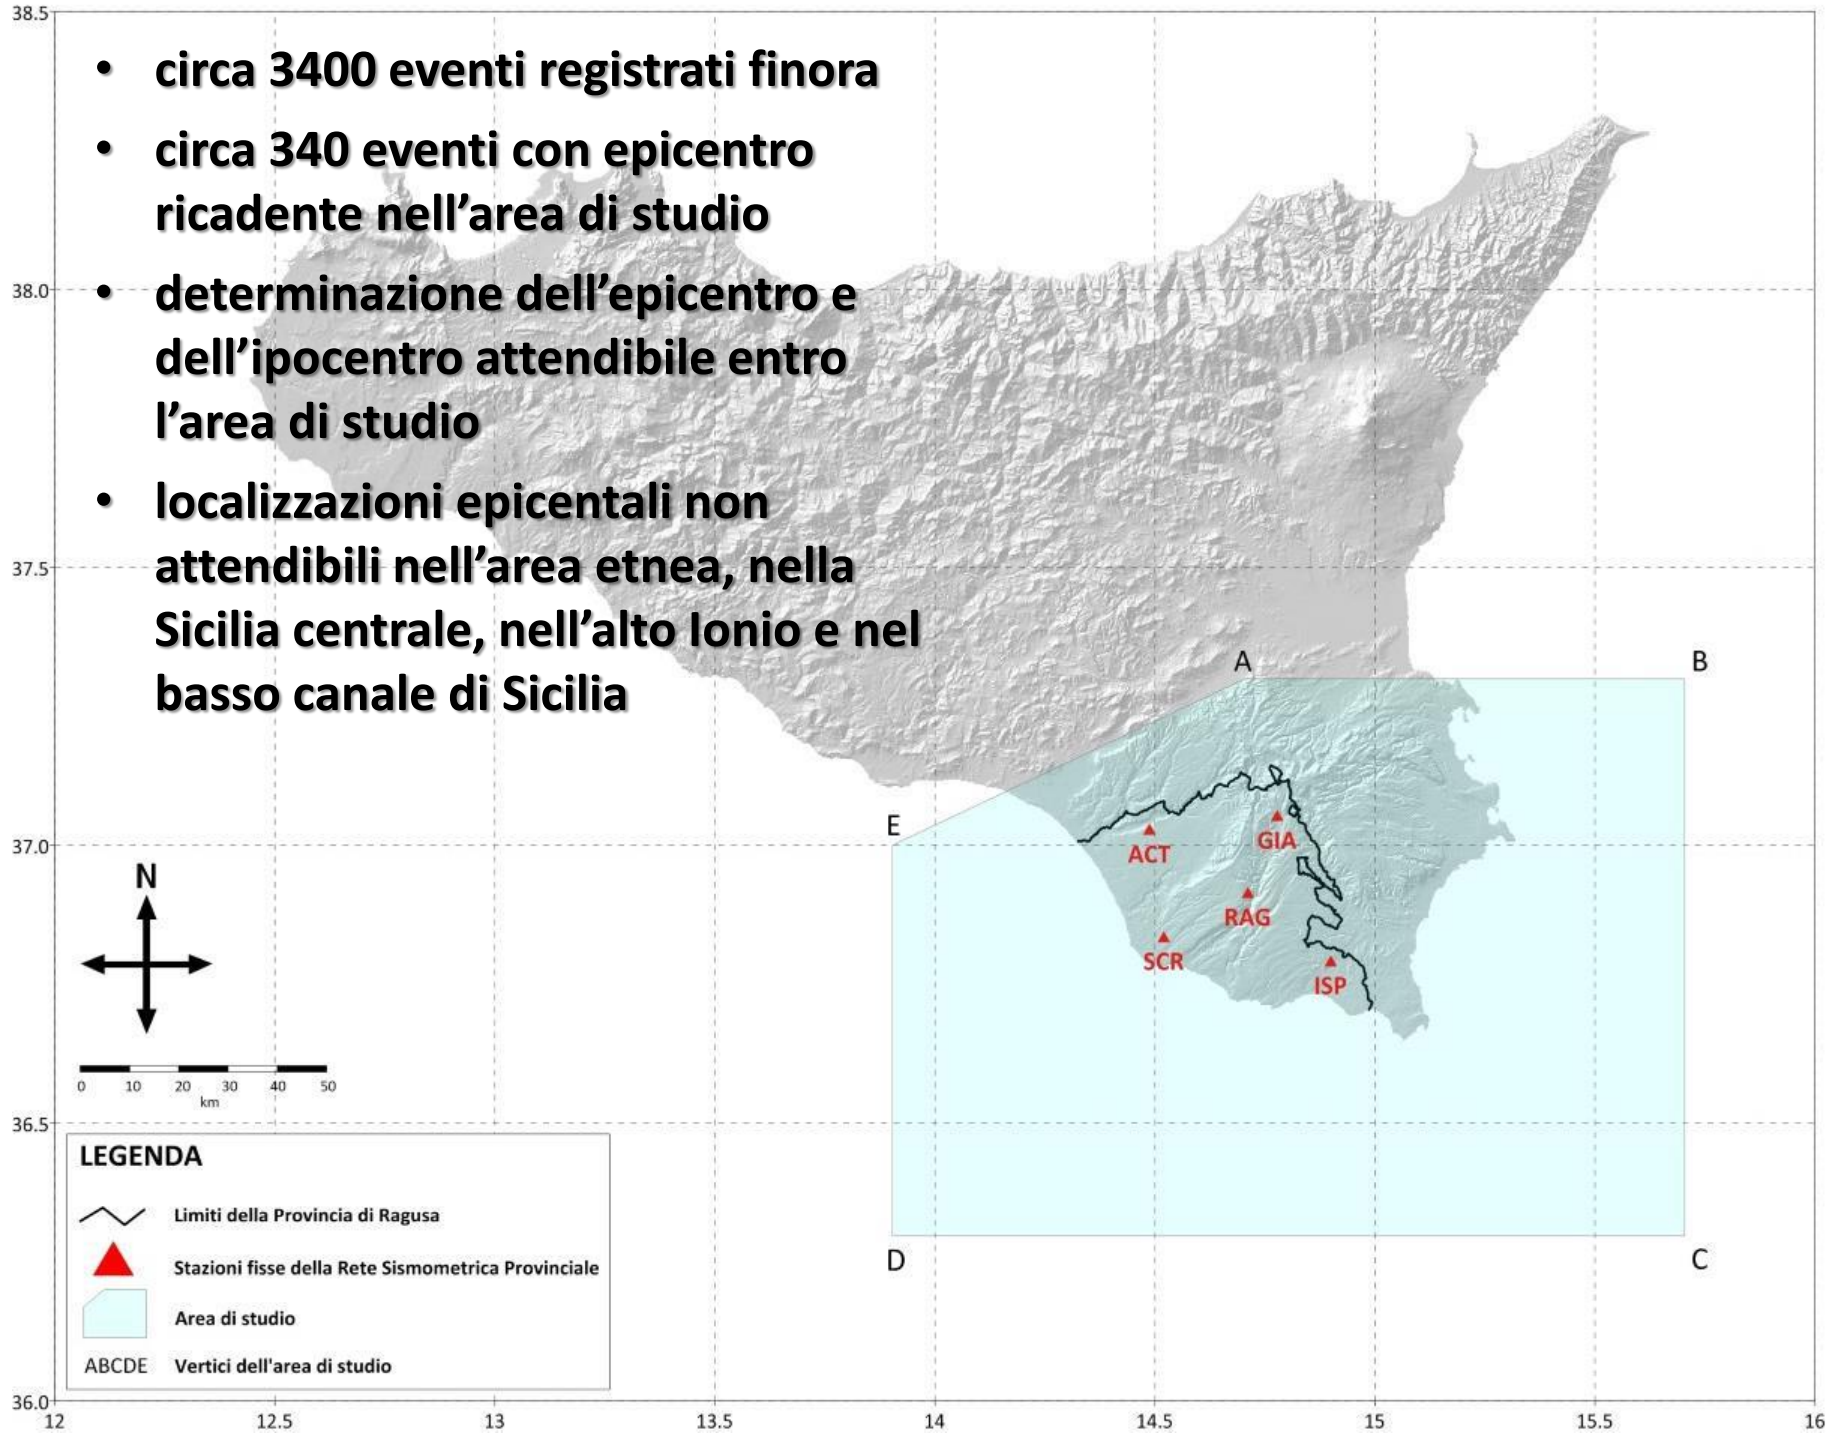 38.5
• circa 3400 eventi registrati finora
• circa 340 eventi con epicentro
ricadente nell’area di studio
38.0
• determinazione dell’epicentro e
dell’ipocentro attendibile entro
l’area di studio
• localizzazioni epicentali non
attendibili nell’area etnea, nella
Sicilia centrale, nell’alto Ionio e nel
basso canale di Sicilia
37.5
A
B
E
37.0
ACT
GIA
RAG
SCR
ISP
N
0 10 20 30 40 50
km
36.5
D
C
LEGENDA
Limiti della Provincia di Ragusa
Stazioni fisse della Rete Sismometrica Provinciale
Area di studio
ABCDE Vertici dell'area di studio
36.0
12 12.5 13 13.5 14 14.5 15 15.5 16